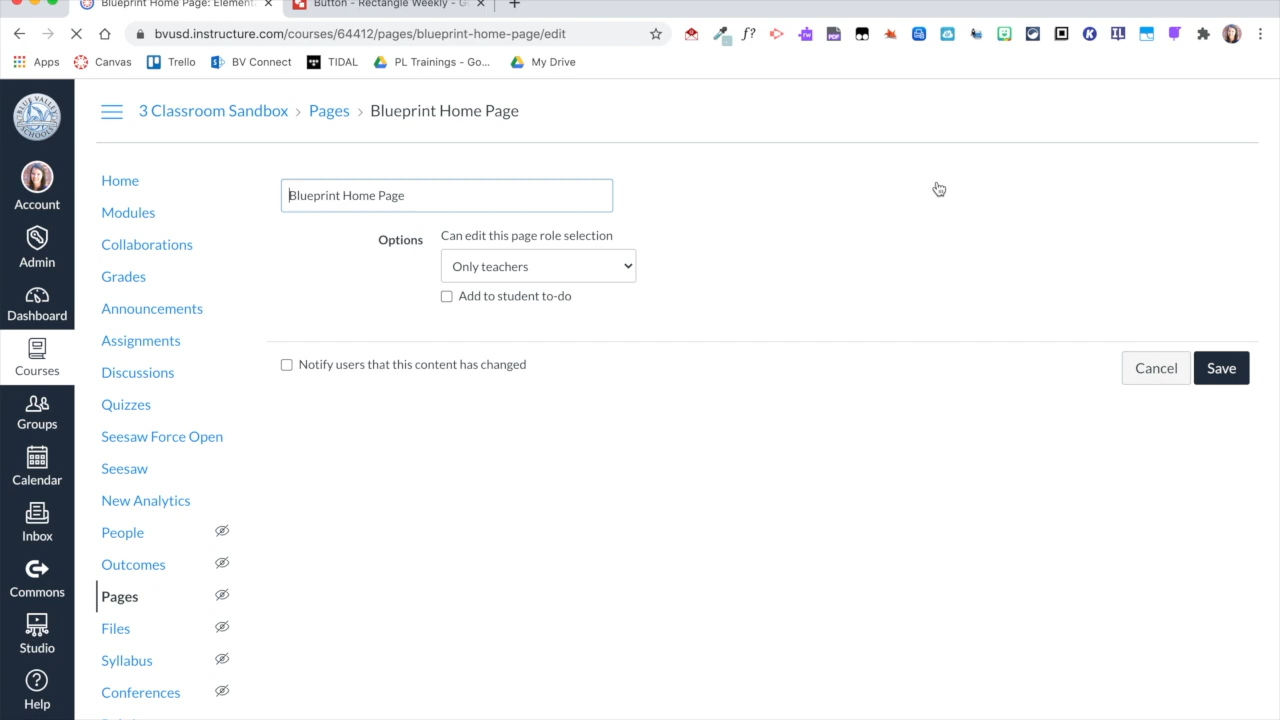 Blueprint Home Page: Element
Button - Rectangle Weekly - G
bvusd.instructure.com/courses/64412/pages/blueprint-home-page/edit
Apps
Canvas
Trello
BV Connect
TIDAL
PL Trainings - Go...
My Drive
3 Classroom Sandbox > Pages > Blueprint Home Page
Account
Admin
Dashboard
Courses
Groups
Calendar
Inbox
Commons
Studio
Help
Home
Modules
Collaborations
Grades
Announcements
Assignments
Discussions
Quizzes
Seesaw Force Open
Seesaw
New Analytics
People
Outcomes
Pages
Files
Syllabus
Conferences
Blueprint Home Page
Options
Can edit this page role selection
Only teachers
Add to student to-do
Notify users that this content has changed
Cancel
Save